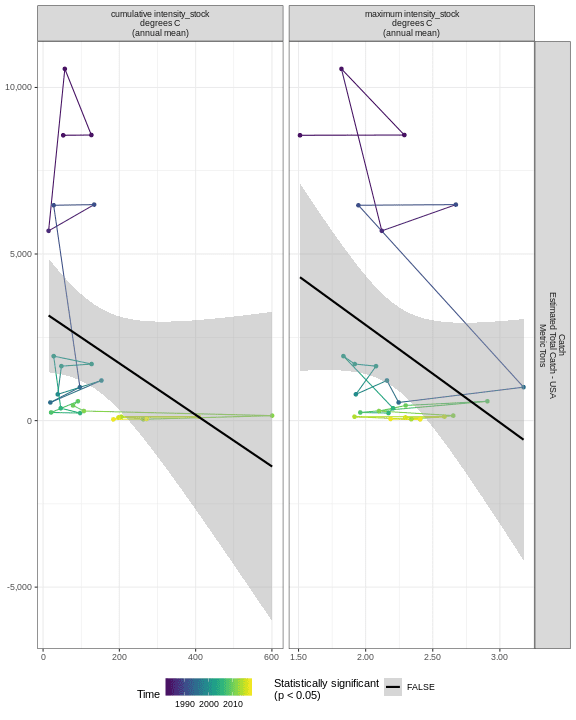 cumulative intensity_stock
degrees C
(annual mean)
maximum intensity_stock
degrees C
(annual mean)
10,000
5,000
0
-5,000
Catch
Estimated Total Catch - USA
Metric Tons
0
200
400
600
1.50
2.00
2.50
3.00
Time
1990
2000
2010
Statistically significant
(p < 0.05)
FALSE